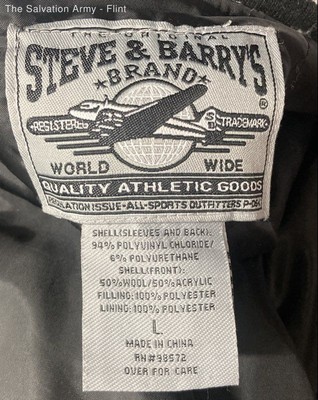 The Salvation Army - Flint
THE ORIGINAL
STEVE & BARRY'S
BRAND
®
REGISTERED
S&B
TRADEMARK
WORLD WIDE
QUALITY ATHLETIC GOODS
ALL-SPORTS OUTFITTERS
SHELL(SLEEVES AND BACK):
94% POLYVINYL CHLORIDE/
6% POLYURETHANE
SHELL(FRONT):
50%WOOL/50%ACRYLIC
FILLING:100% POLYESTER
LINING: 100% POLYESTER
L
MADE IN CHINA
RN#98572
OVER FOR CARE